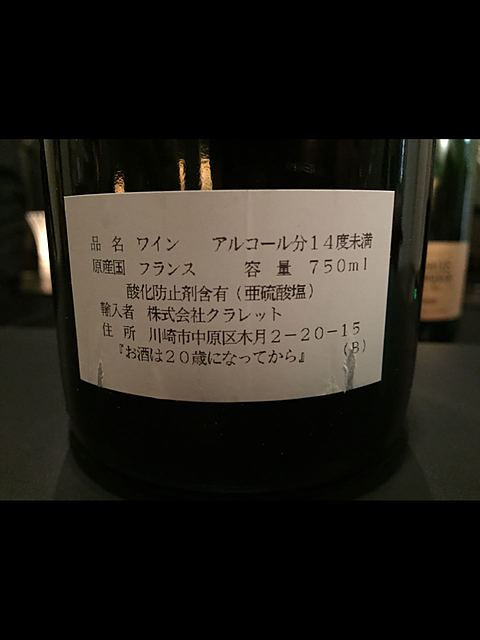 品 名 ワイン アルコール分14度未満
原産国 フランス 容 量 750ml
酸化防止剤含有(亜硫酸塩)
輸入者 株式会社クラレット
住 所 川崎市中原区木月2-20-15
『お酒は20歳になってから』 (B)